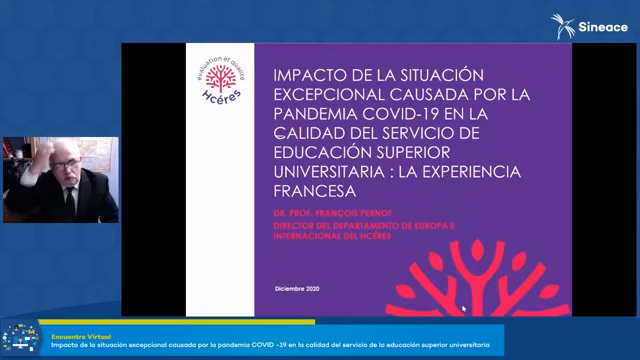 Sineace
évaluation et qualité
Hcéres
IMPACTO DE LA SITUACIÓN
EXCEPCIONAL CAUSADA POR LA
PANDEMIA COVID-19 EN LA
CALIDAD DEL SERVICIO DE
EDUCACIÓN SUPERIOR
UNIVERSITARIA : LA EXPERIENCIA
FRANCESA
DR. PROF. FRANÇOIS PERNOT
DIRECTOR DEL DEPARTAMENTO DE EUROPA E
INTERNACIONAL DEL HCÉRES
Diciembre 2020
Encuentro Virtual
Impacto de la situación excepcional causada por la pandemia COVID -19 en la calidad del servicio de la educación superior universitaria